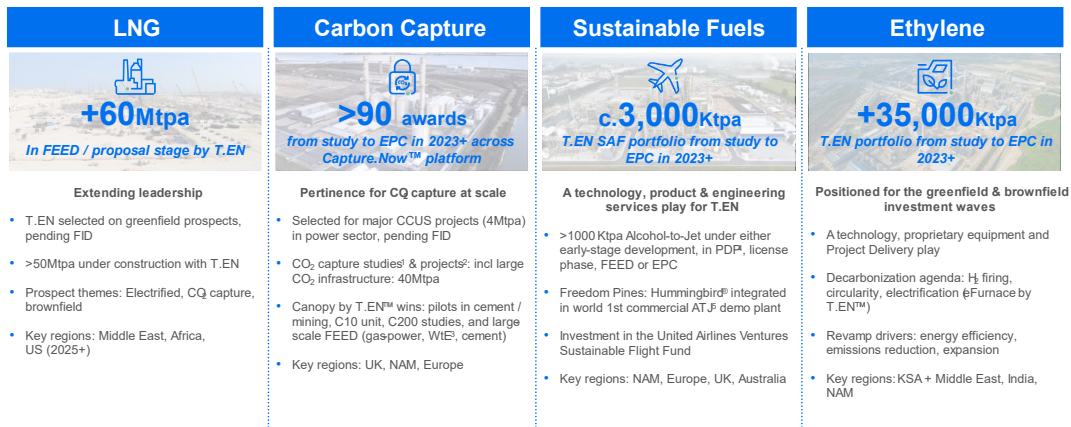 LNG
+60Mtpa
In FEED / proposal stage by T.EN
Extending leadership
• T.EN selected on greenfield prospects,
pending FID
• >50Mtpa under construction with T.EN
• Prospect themes: Electrified, CO2 capture,
brownfield
• Key regions: Middle East, Africa,
US (2025+)
Carbon Capture
>90 awards
from study to EPC in 2023+ across
Capture.Now™ platform
Pertinence for CO2 capture at scale
• Selected for major CCUS projects (4Mtpa)
in power sector, pending FID
• CO2 capture studies1 & projects2: incl large
CO2 infrastructure: 40Mtpa
• Canopy by T.EN™ wins: pilots in cement /
mining, C10 unit, C200 studies, and large
scale FEED (gas-power, WtE3, cement)
• Key regions: UK, NAM, Europe
Sustainable Fuels
c.3,000Ktpa
T.EN SAF portfolio from study to
EPC in 2023+
A technology, product & engineering
services play for T.EN
• >1000 Ktpa Alcohol-to-Jet under either
early-stage development, in PDP4, license
phase, FEED or EPC
• Freedom Pines: Hummingbird® integrated
in world 1st commercial ATJ5 demo plant
• Investment in the United Airlines Ventures
Sustainable Flight Fund
• Key regions: NAM, Europe, UK, Australia
Ethylene
+35,000Ktpa
T.EN portfolio from study to EPC in
2023+
Positioned for the greenfield & brownfield
investment waves
• A technology, proprietary equipment and
Project Delivery play
• Decarbonization agenda: H2 firing,
circularity, electrification (eFurnace by
T.EN™)
• Revamp drivers: energy efficiency,
emissions reduction, expansion
• Key regions: KSA + Middle East, India,
NAM